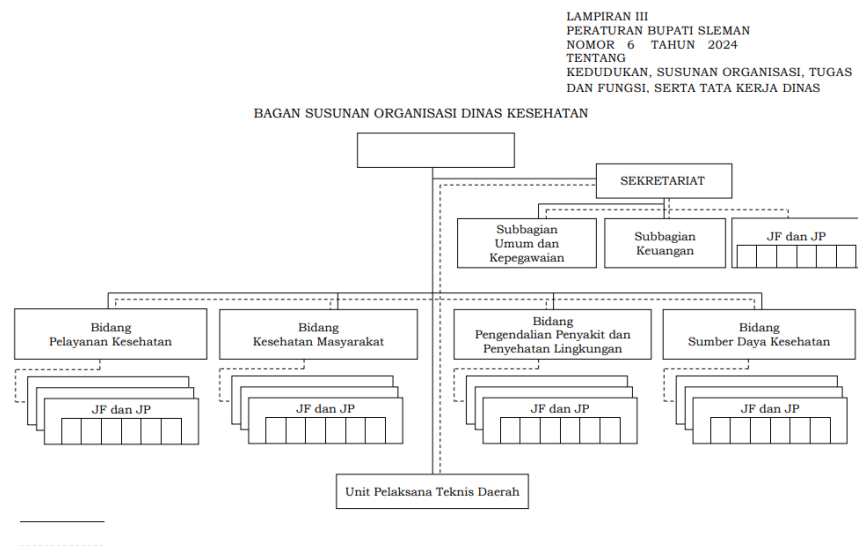 LAMPIRAN III
PERATURAN BUPATI SLEMAN
NOMOR 6 TAHUN 2024
TENTANG
KEDUDUKAN, SUSUNAN ORGANISASI, TUGAS
DAN FUNGSI, SERTA TATA KERJA DINAS
BAGAN SUSUNAN ORGANISASI DINAS KESEHATAN
SEKRETARIAT
Subbagian
Umum dan
Kepegawaian
Subbagian
Keuangan
JF dan JP
Bidang
Pelayanan Kesehatan
Bidang
Kesehatan Masyarakat
Bidang
Pengendalian Penyakit dan
Penyehatan Lingkungan
Bidang
Sumber Daya Kesehatan
JF dan JP
JF dan JP
JF dan JP
JF dan JP
Unit Pelaksana Teknis Daerah